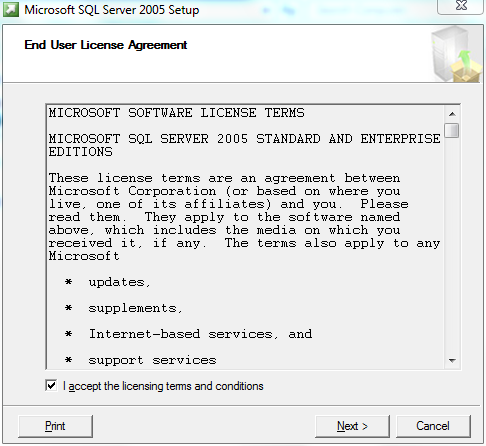 Microsoft SQL Server 2005 Setup
End User License Agreement
MICROSOFT SOFTWARE LICENSE TERMS
MICROSOFT SQL SERVER 2005 STANDARD AND ENTERPRISE
EDITIONS
These license terms are an agreement between
Microsoft Corporation (or based on where you
live, one of its affiliates) and you.  Please
read them.  They apply to the software named
above, which includes the media on which you
received it, if any.  The terms also apply to any
Microsoft
* updates,
* supplements,
* Internet-based services, and
* support services
I accept the licensing terms and conditions
Print
Next >
Cancel